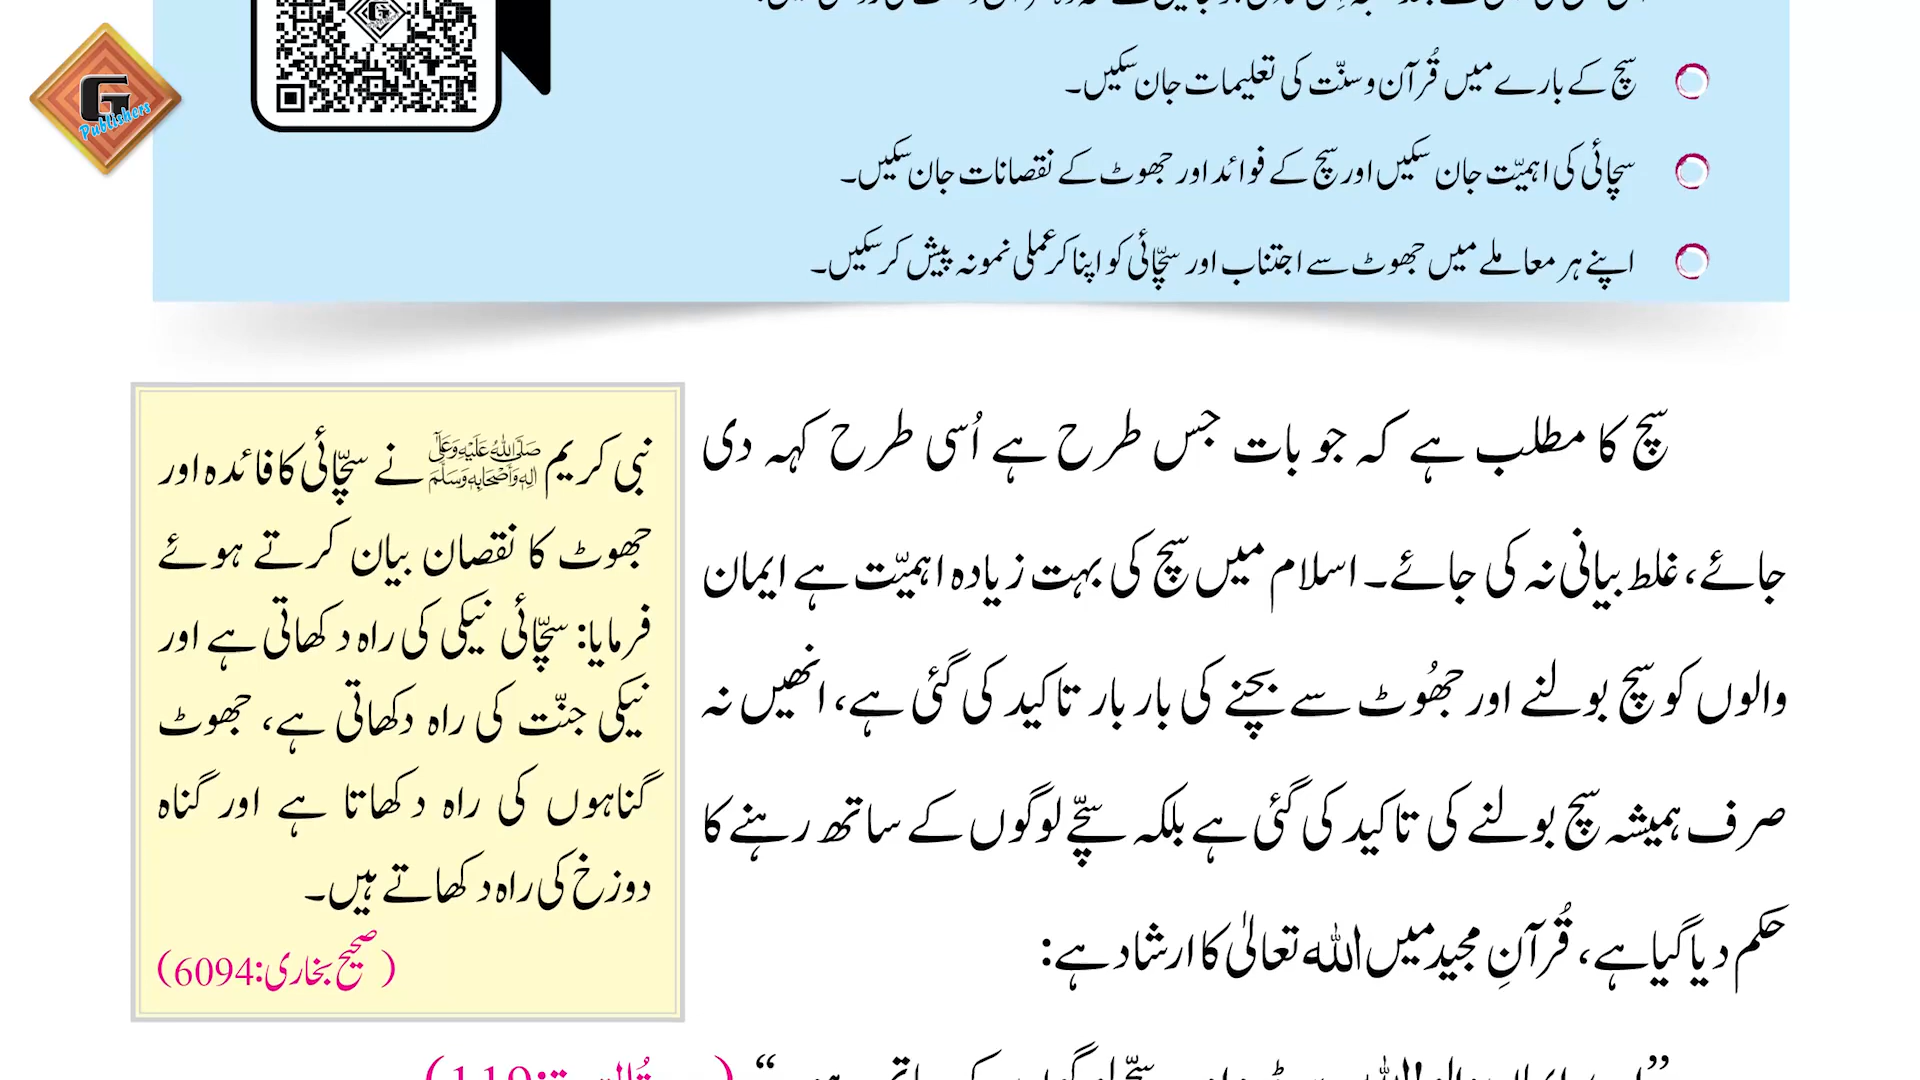 سچ کے بارے میں قُرآن و سنّت کی تعلیمات جان سکیں۔
سچائی کی اہمیّت جان سکیں اور سچ کے فوائد اور جھوٹ کے نقصانات جان سکیں۔
اپنے ہر معاملے میں جھوٹ سے اجتناب اور سچّائی کو اپنا کر عملی نمونہ پیش کر سکیں۔
سچ کا مطلب ہے کہ جو بات جس طرح ہے اُسی طرح کہہ دی
جائے، غلط بیانی نہ کی جائے۔ اسلام میں سچ کی بہت زیادہ اہمیّت ہے ایمان
والوں کو سچ بولنے اور جھُوٹ سے بچنے کی بار بار تاکید کی گئی ہے، انھیں نہ
صرف ہمیشہ سچ بولنے کی تاکید کی گئی ہے بلکہ سچّے لوگوں کے ساتھ رہنے کا
حکم دیا گیا ہے، قُرآنِ مجید میں اللہ تعالیٰ کا ارشاد ہے:
نبی کریم صَلَّى اللهُ عَلَيْهِ وَعَلٰى اٰلِهٖ وَأَصْحَابِهٖ وَسَلَّمَ نے سچّائی کا فائدہ اور
جھوٹ کا نقصان بیان کرتے ہوئے
فرمایا: سچّائی نیکی کی راہ دکھاتی ہے اور
نیکی جنّت کی راہ دکھاتی ہے، جھوٹ
گناہوں کی راہ دکھاتا ہے اور گناہ
دوزخ کی راہ دکھاتے ہیں۔
(صحیح بخاری:6094)
G
Publishers